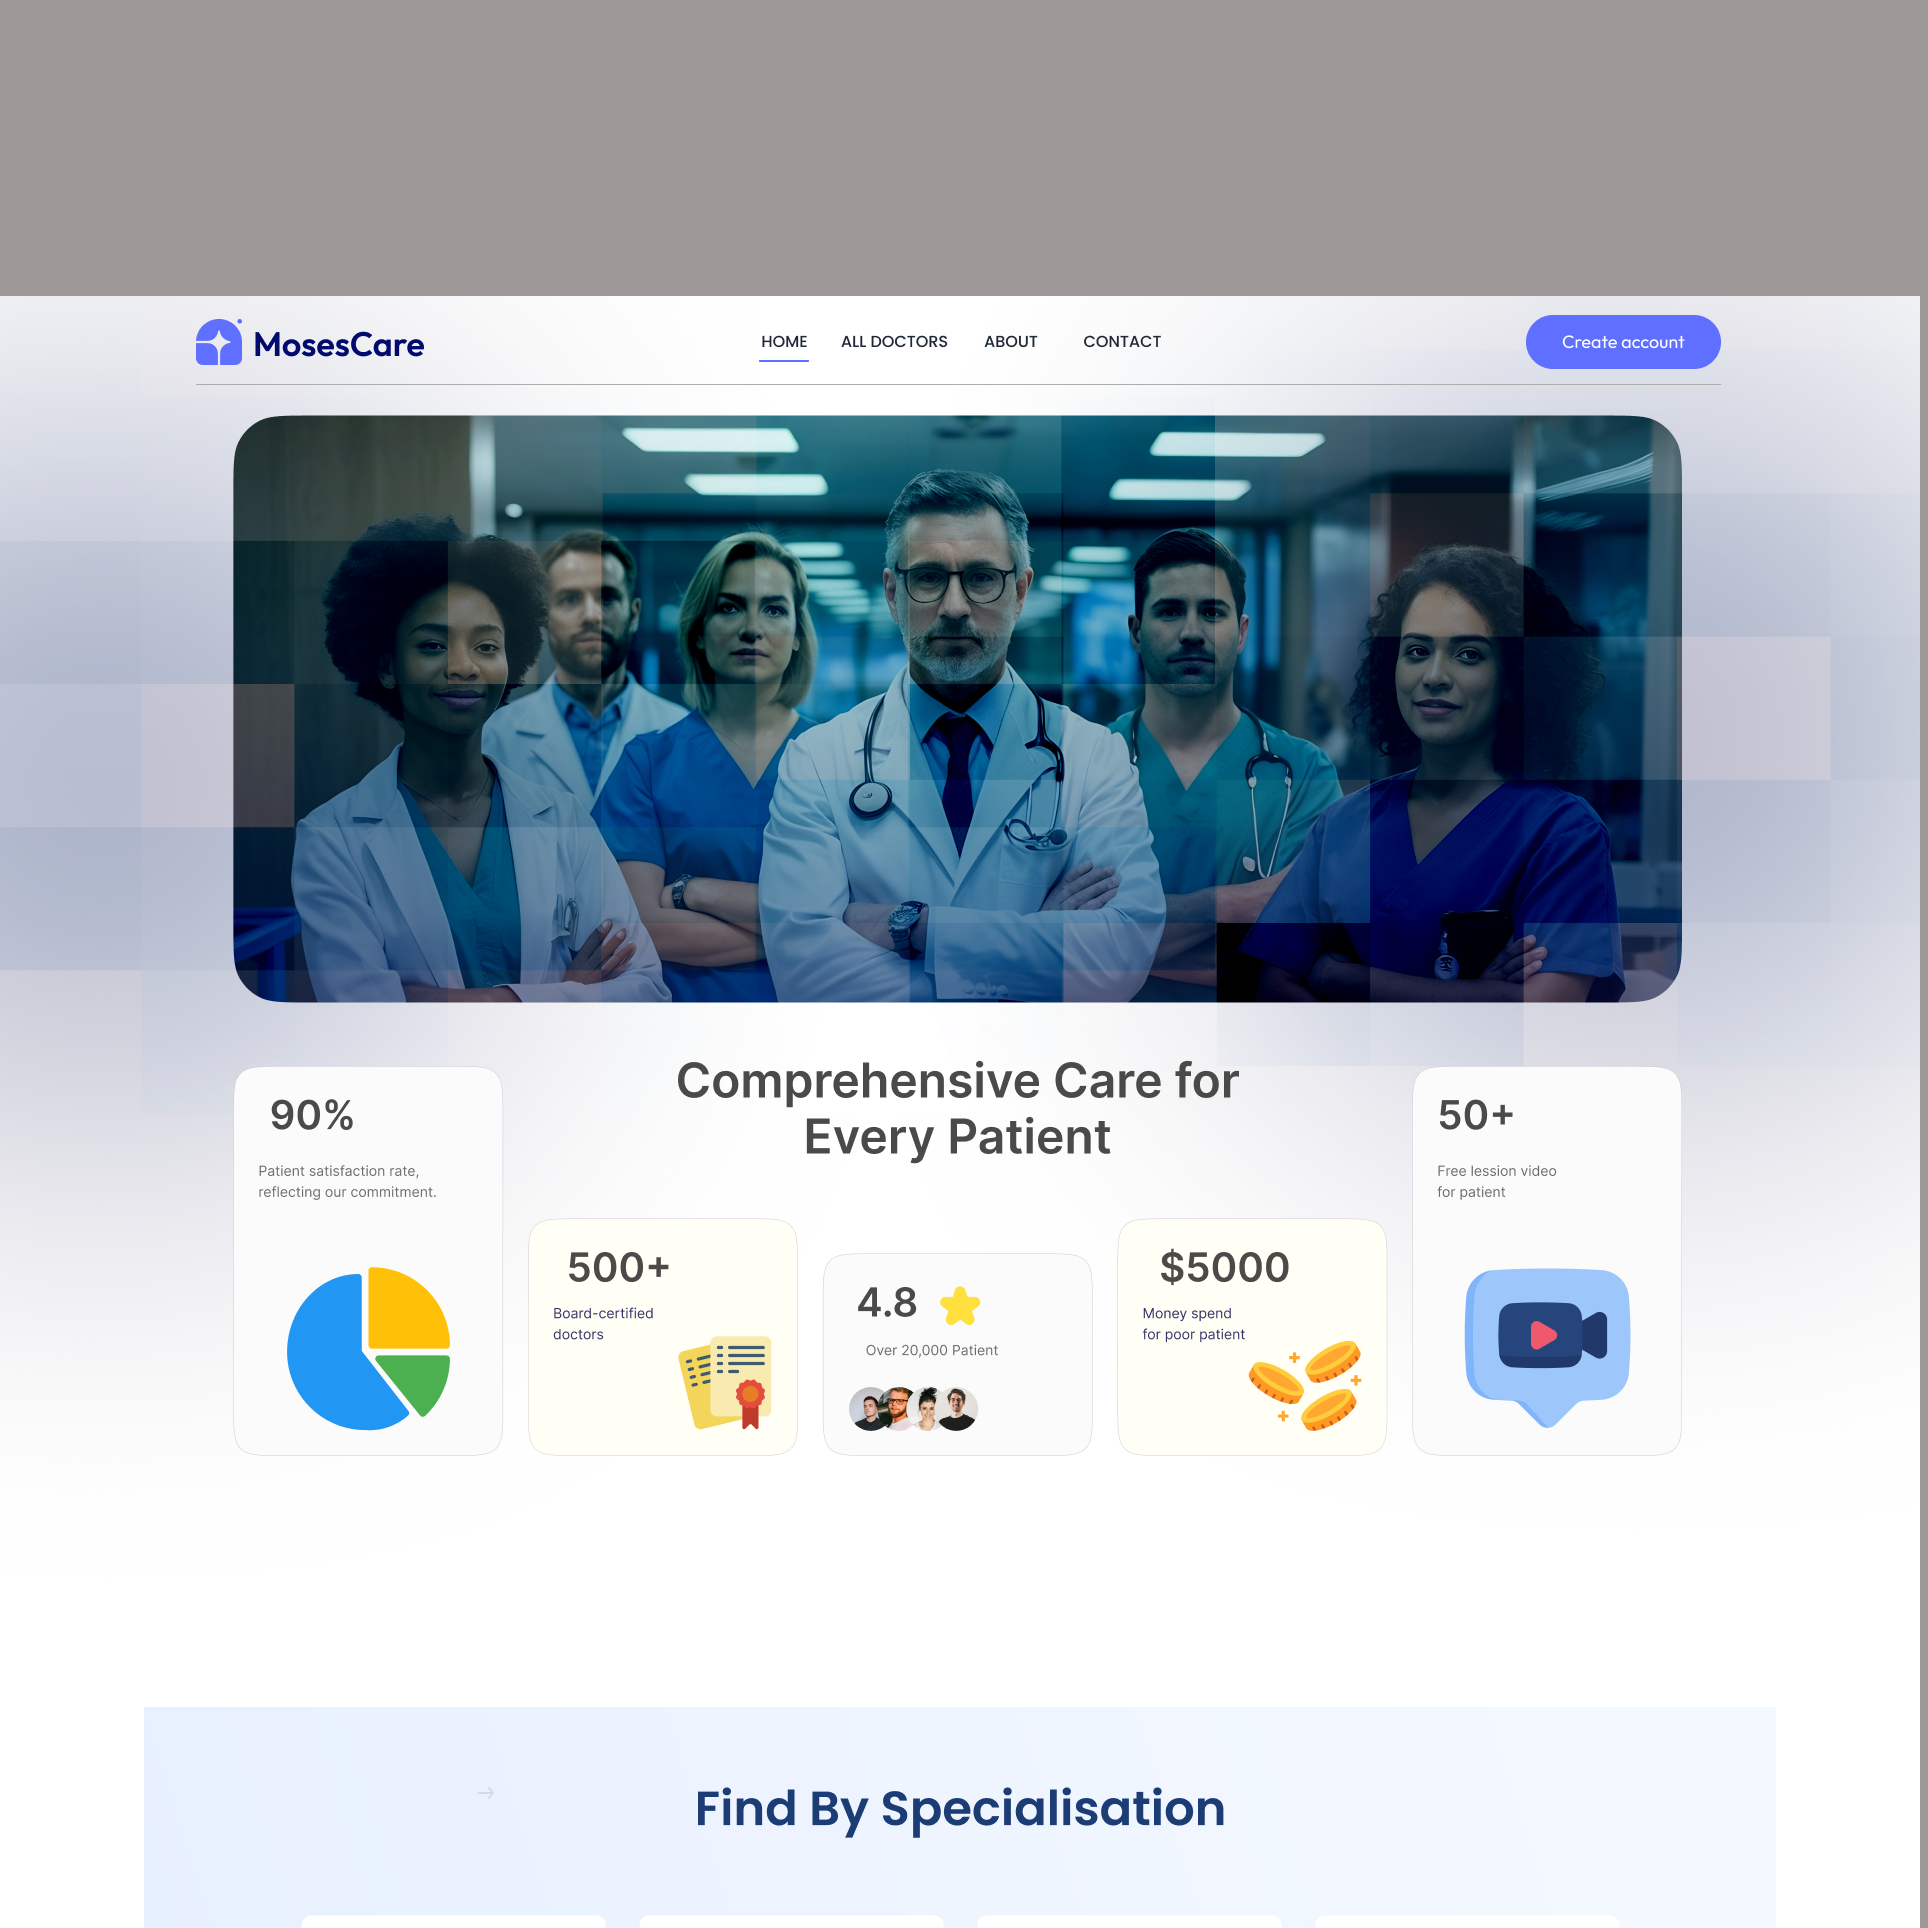 MosesCare
HOME
ALL DOCTORS
ABOUT
CONTACT
Create account
Comprehensive Care for
Every Patient
90%
Patient satisfaction rate,
reflecting our commitment.
500+
Board-certified
doctors
4.8
Over 20,000 Patient
$5000
Money spend
for poor patient
50+
Free lession video
for patient
Find By Specialisation